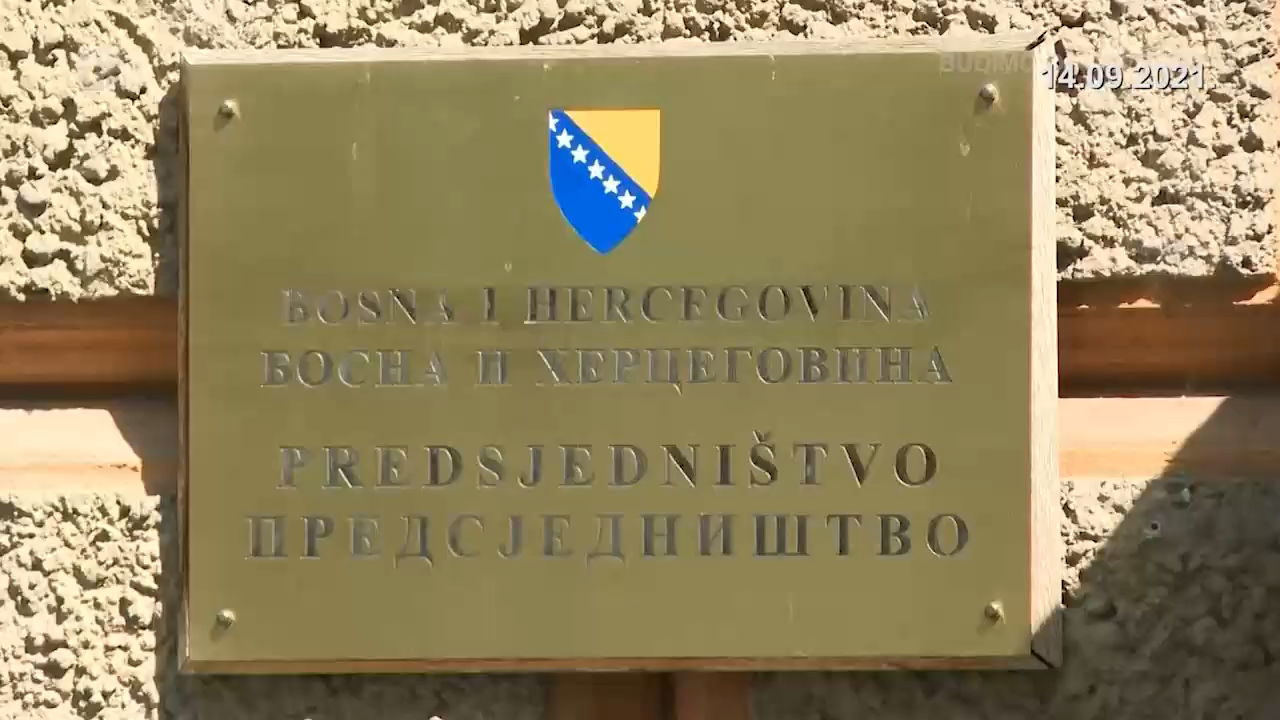 14.09.2021.
BOSNA I HERCEGOVINA
БОСНА И ХЕРЦЕГОВИНА
PREDSJEDNIŠTVO
ПРЕДСЈЕДНИШТВО